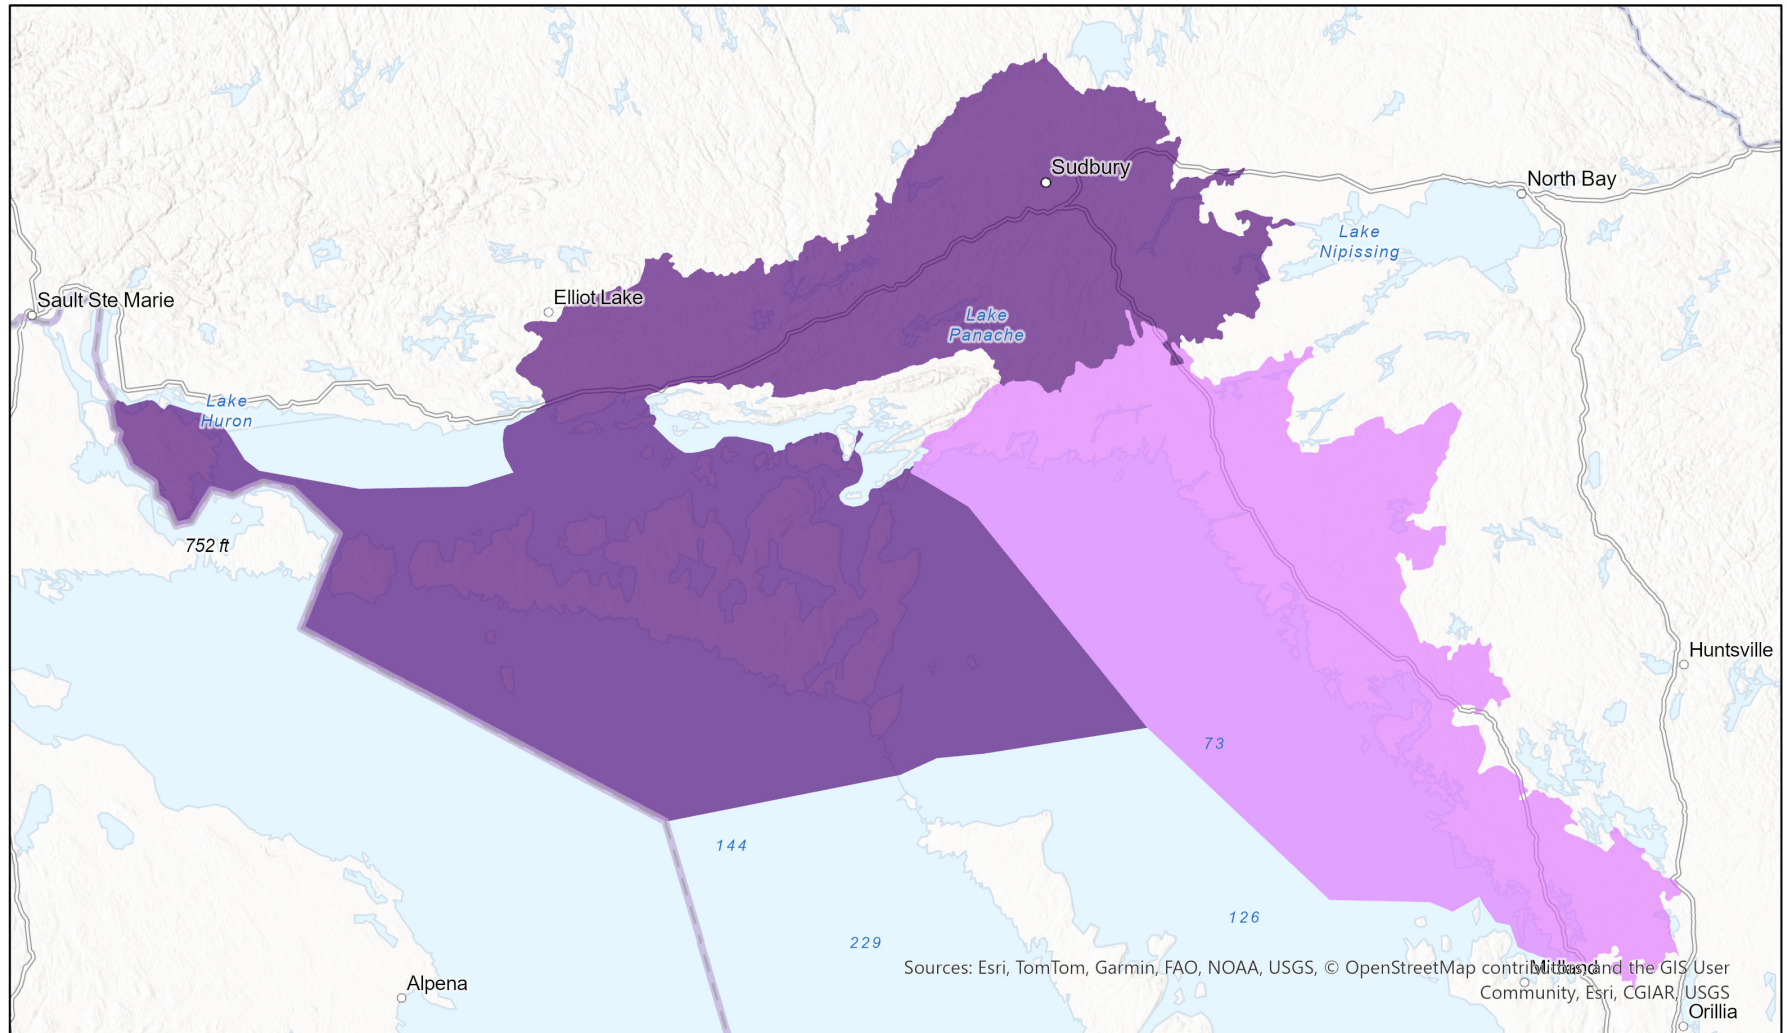 Sudbury
North Bay
Lake
Nipissing
Sault Ste Marie
Elliot Lake
Lake
Panache
Lake
Huron
752 ft
Huntsville
73
144
126
229
Sources: Esri, TomTom, Garmin, FAO, NOAA, USGS, © OpenStreetMap contributors, and the GIS User
Community, Esri, CGIAR, USGS
Midland
Alpena
Orillia